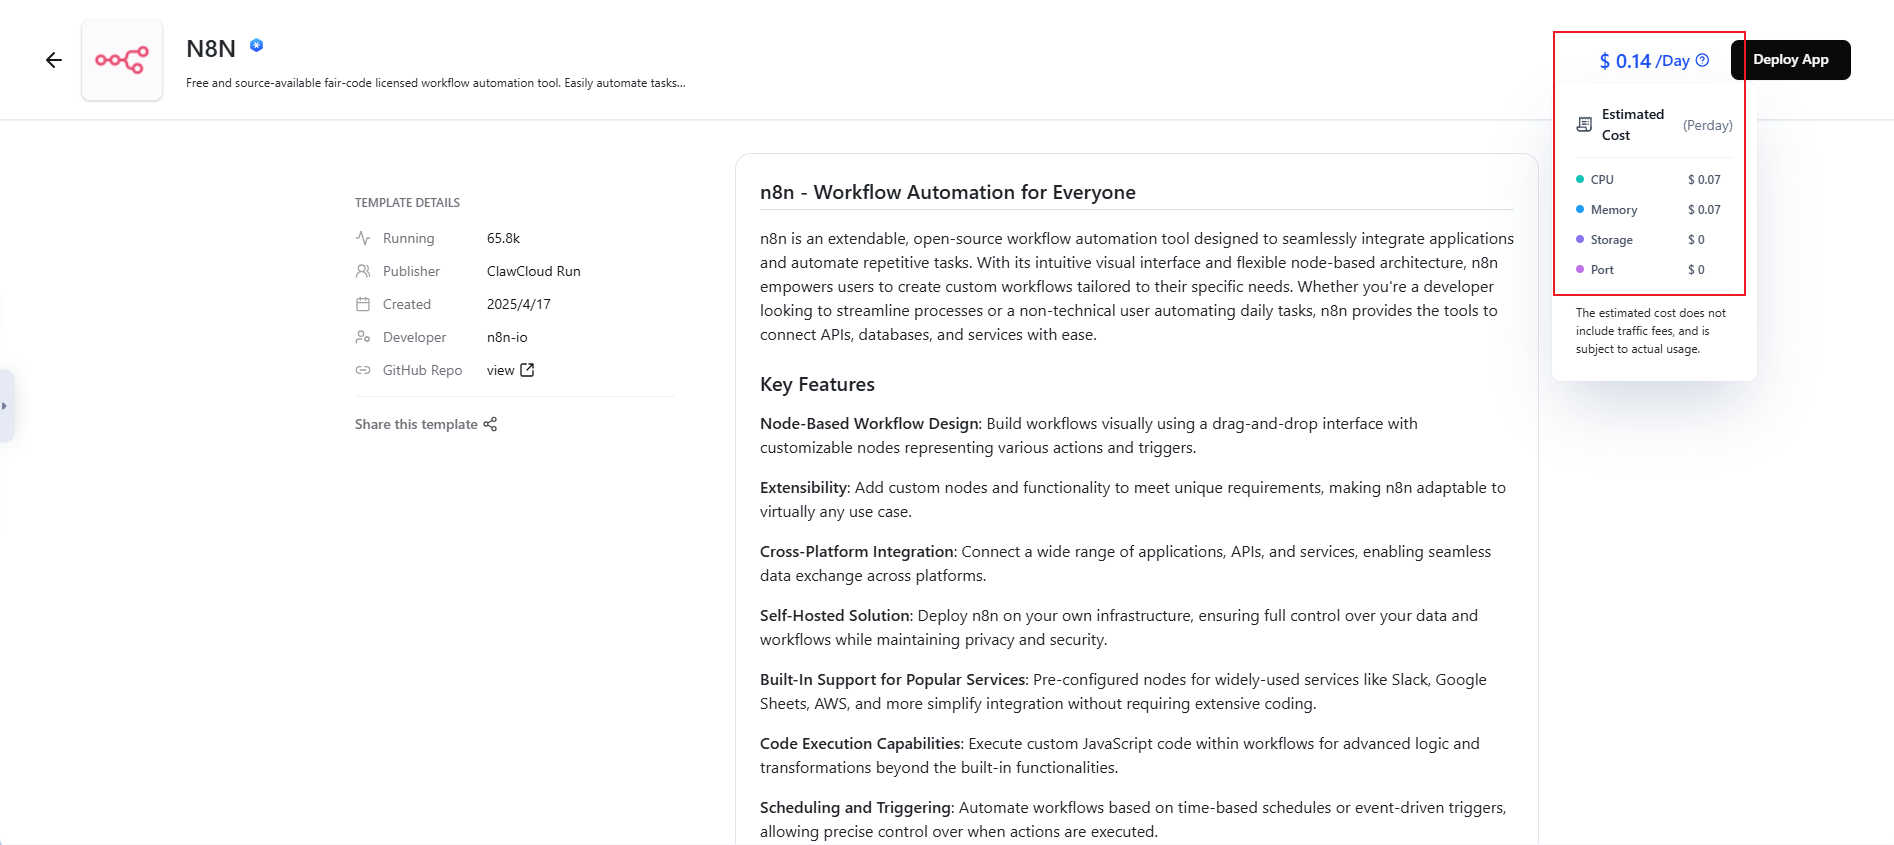 N8N
Free and source-available fair-code licensed workflow automation tool. Easily automate tasks...
$ 0.14 /Day
Deploy App
Estimated
Cost
(Perday)
CPU $ 0.07
Memory $ 0.07
Storage $ 0
Port $ 0
The estimated cost does not
include traffic fees, and is
subject to actual usage.
TEMPLATE DETAILS
Running 65.8k
Publisher ClawCloud Run
Created 2025/4/17
Developer n8n-io
GitHub Repo view
Share this template
n8n - Workflow Automation for Everyone
n8n is an extendable, open-source workflow automation tool designed to seamlessly integrate applications
and automate repetitive tasks. With its intuitive visual interface and flexible node-based architecture, n8n
empowers users to create custom workflows tailored to their specific needs. Whether you're a developer
looking to streamline processes or a non-technical user automating daily tasks, n8n provides the tools to
connect APIs, databases, and services with ease.
Key Features
Node-Based Workflow Design: Build workflows visually using a drag-and-drop interface with
customizable nodes representing various actions and triggers.
Extensibility: Add custom nodes and functionality to meet unique requirements, making n8n adaptable to
virtually any use case.
Cross-Platform Integration: Connect a wide range of applications, APIs, and services, enabling seamless
data exchange across platforms.
Self-Hosted Solution: Deploy n8n on your own infrastructure, ensuring full control over your data and
workflows while maintaining privacy and security.
Built-In Support for Popular Services: Pre-configured nodes for widely-used services like Slack, Google
Sheets, AWS, and more simplify integration without requiring extensive coding.
Code Execution Capabilities: Execute custom JavaScript code within workflows for advanced logic and
transformations beyond the built-in functionalities.
Scheduling and Triggering: Automate workflows based on time-based schedules or event-driven triggers,
allowing precise control over when actions are executed.